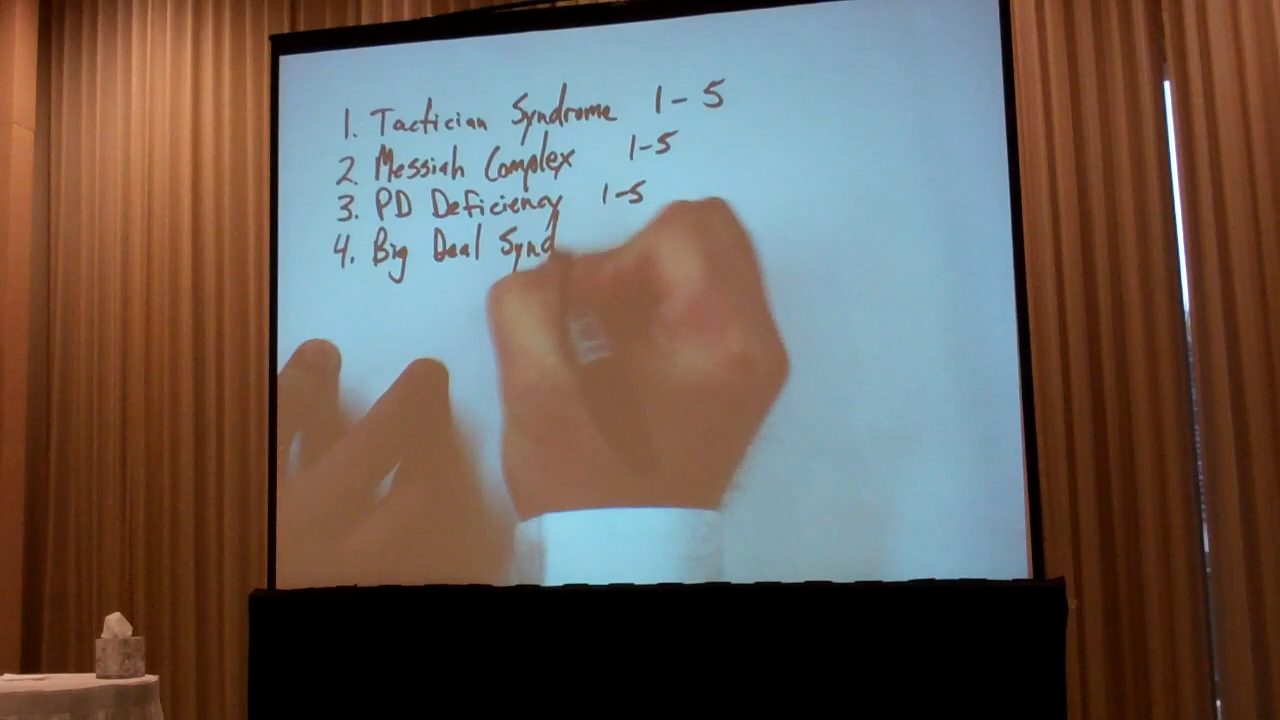 1. Tactician Syndrome 1-5
2. Messiah Complex 1-5
3. PD Deficiency 1-5
4. Big Deal Synd